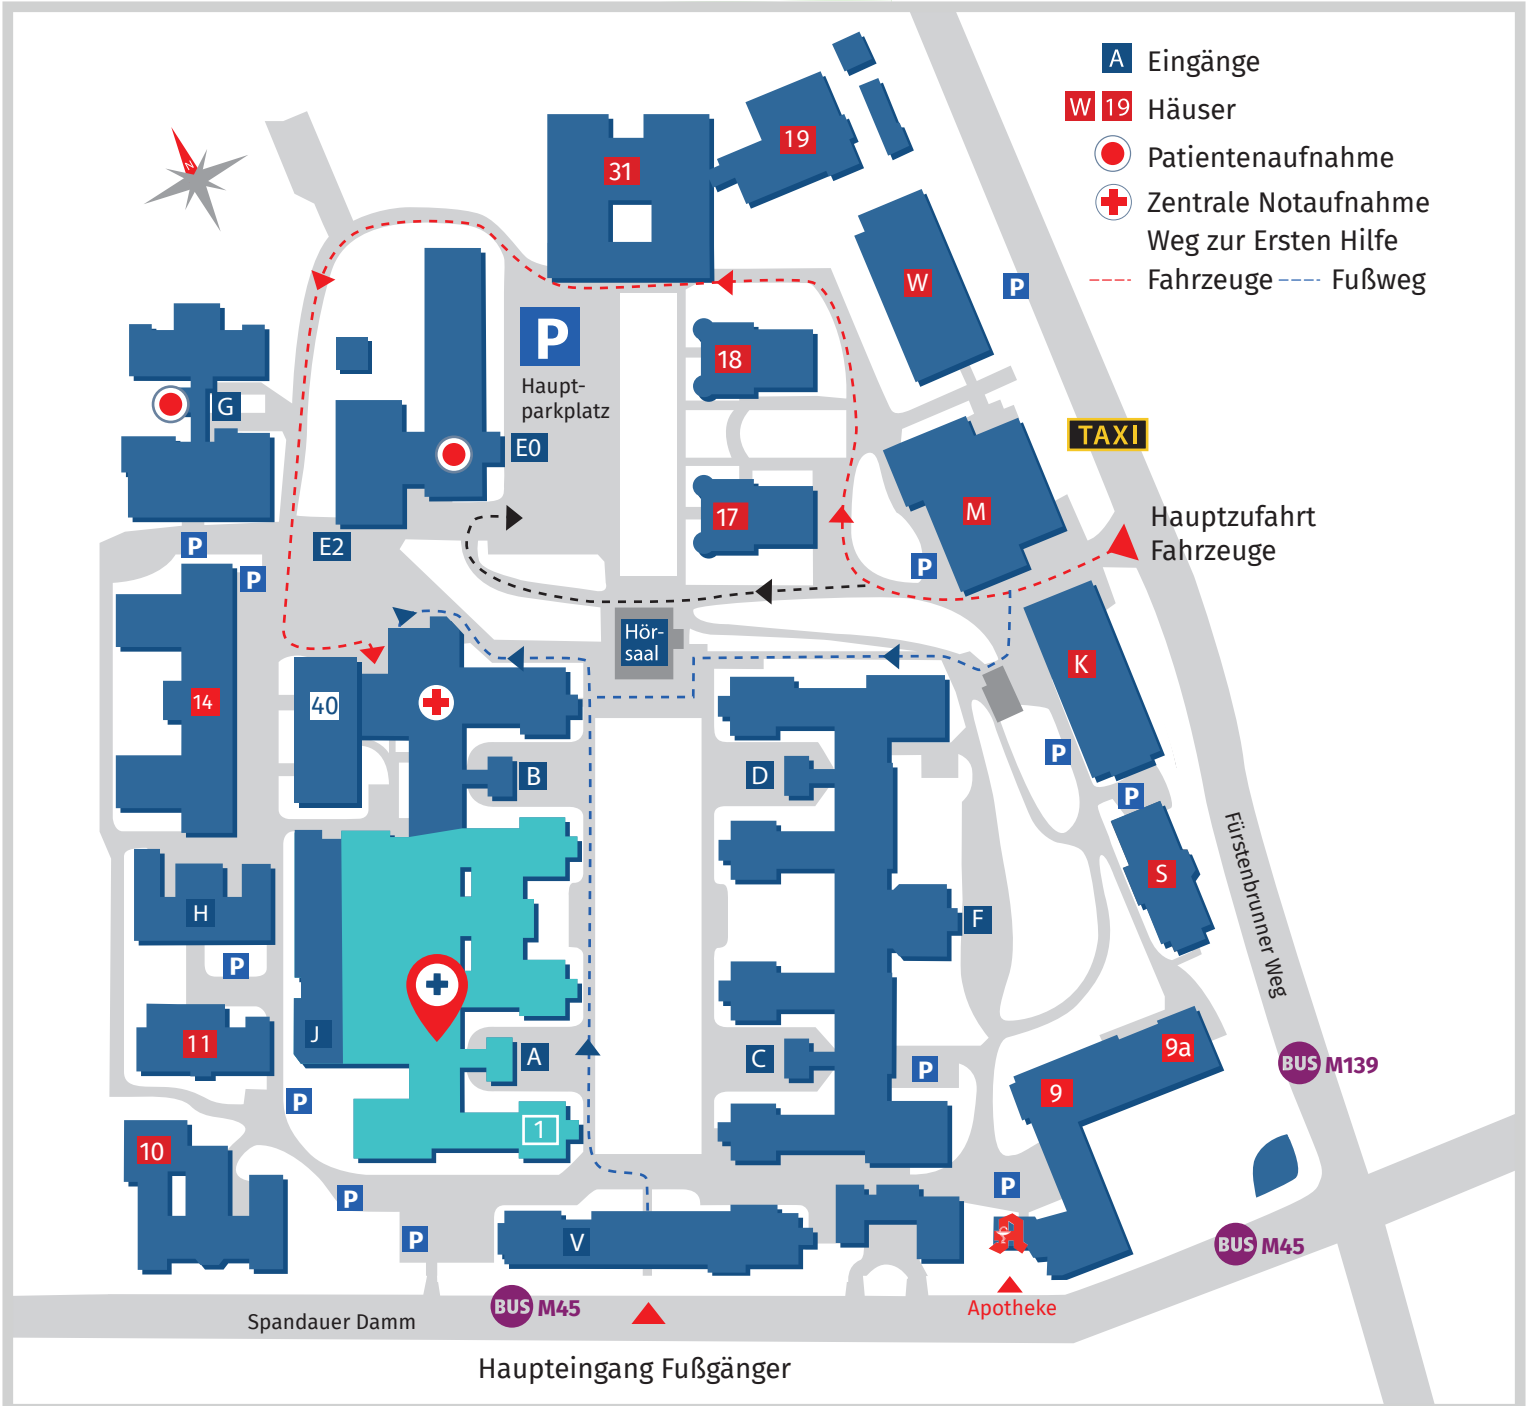 A Eingänge
W 19 Häuser
Patientenaufnahme
Zentrale Notaufnahme
Weg zur Ersten Hilfe
Fahrzeuge Fußweg
N
31
19
W
P
P
Haupt-
parkplatz
18
G
E0
TAXI
17
M
Hauptzufahrt
Fahrzeuge
E2
P
P
P
Hör-
saal
K
14
40
B
D
P
P
Fürstenbrunner Weg
S
H
F
P
J
11
A
C
P
9a
9
BUS M139
P
10
1
P
P
P
V
BUS M45
A
Apotheke
BUS M45
Spandauer Damm
Haupteingang Fußgänger